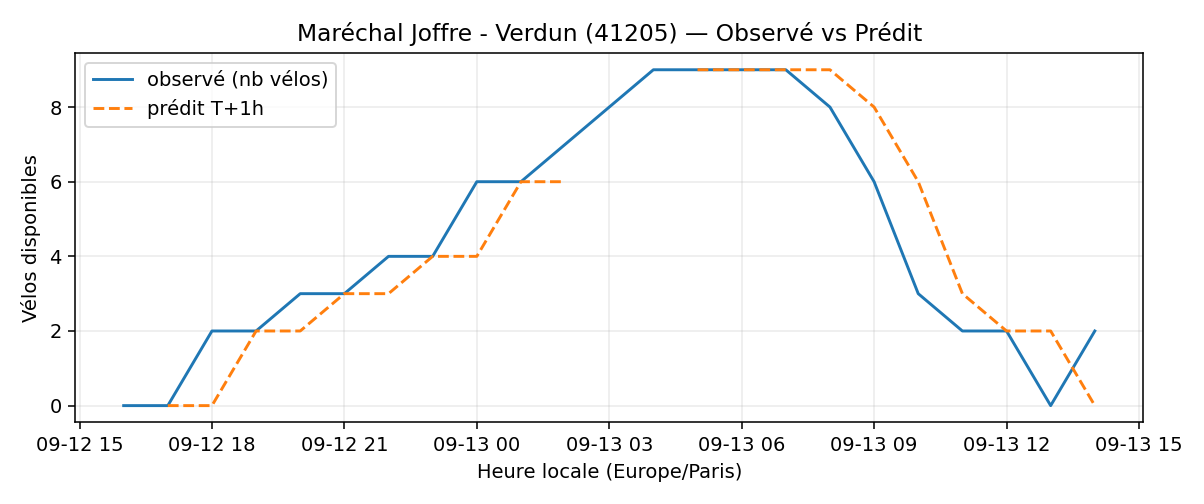 Maréchal Joffre - Verdun (41205) — Observé vs Prédit
observé (nb vélos)
prédit T+1h
Vélos disponibles
8
6
4
2
0
09-12 15 09-12 18 09-12 21 09-13 00 09-13 03 09-13 06 09-13 09 09-13 12 09-13 15
Heure locale (Europe/Paris)